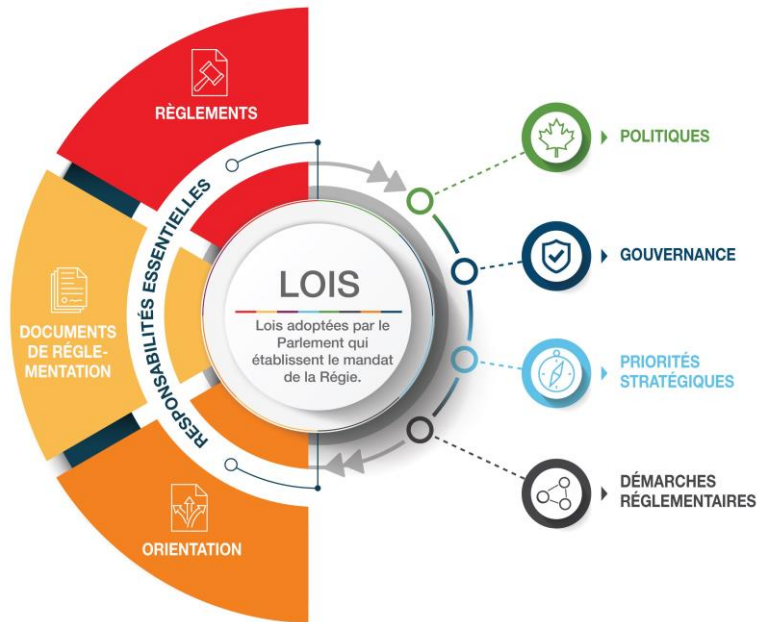 RÈGLEMENTS
RESPONSABILITÉS ESSENTIELLES
DOCUMENTS
DE RÉGLE-
MENTATION
ORIENTATION
LOIS
Lois adoptées par le
Parlement qui
établissent le mandat
de la Régie.
POLITIQUES
GOUVERNANCE
PRIORITÉS
STRATÉGIQUES
DÉMARCHES
RÉGLEMENTAIRES